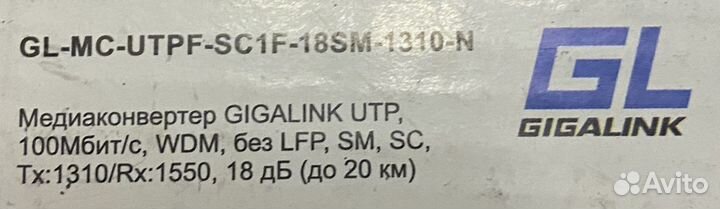 GL-MC-UTPF-SC1F-18SM-1310-N
Медиаконвертер GIGALINK UTP,
100Мбит/с, WDM, без LFP, SM, SC,
Tx:1310/Rx:1550, 18 дБ (до 20 км)
GL
GIGALINK
Avito